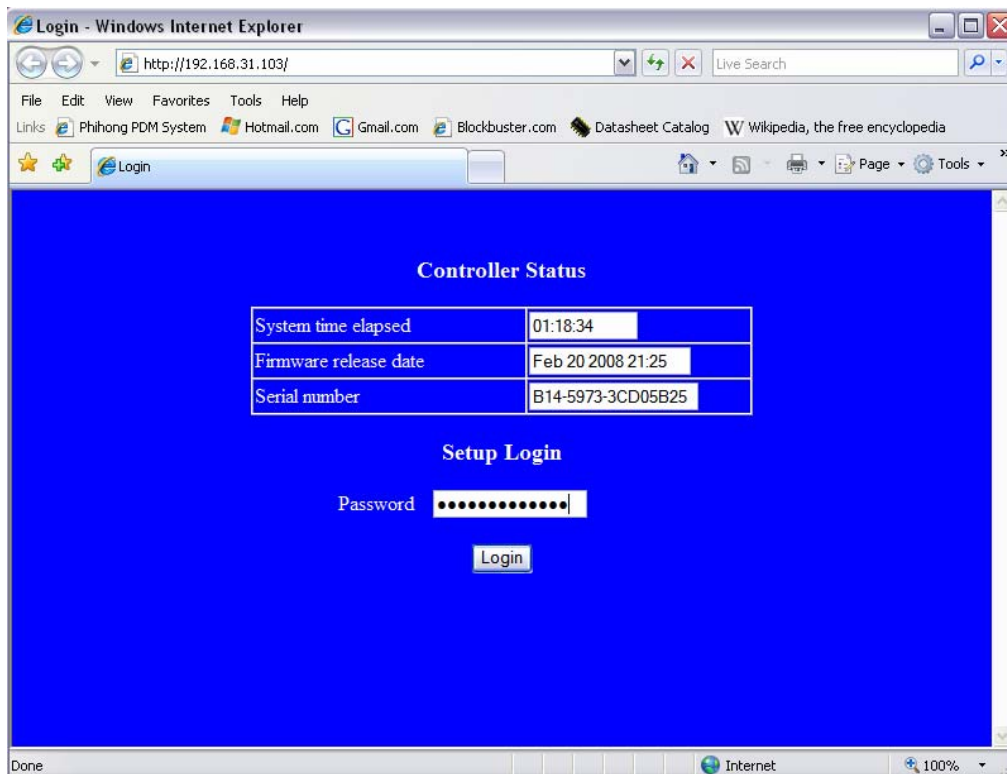 Login - Windows Internet Explorer
http://192.168.31.103/
Live Search
File Edit View Favorites Tools Help
Links Phihong PDM System Hotmail.com G Gmail.com Blockbuster.com Datasheet Catalog W Wikipedia, the free encyclopedia
Login
Page Tools »
Controller Status
System time elapsed 01:18:34
Firmware release date Feb 20 2008 21:25
Serial number B14-5973-3CD05B25
Setup Login
Password •••••••••••••
Login
Done Internet 100%